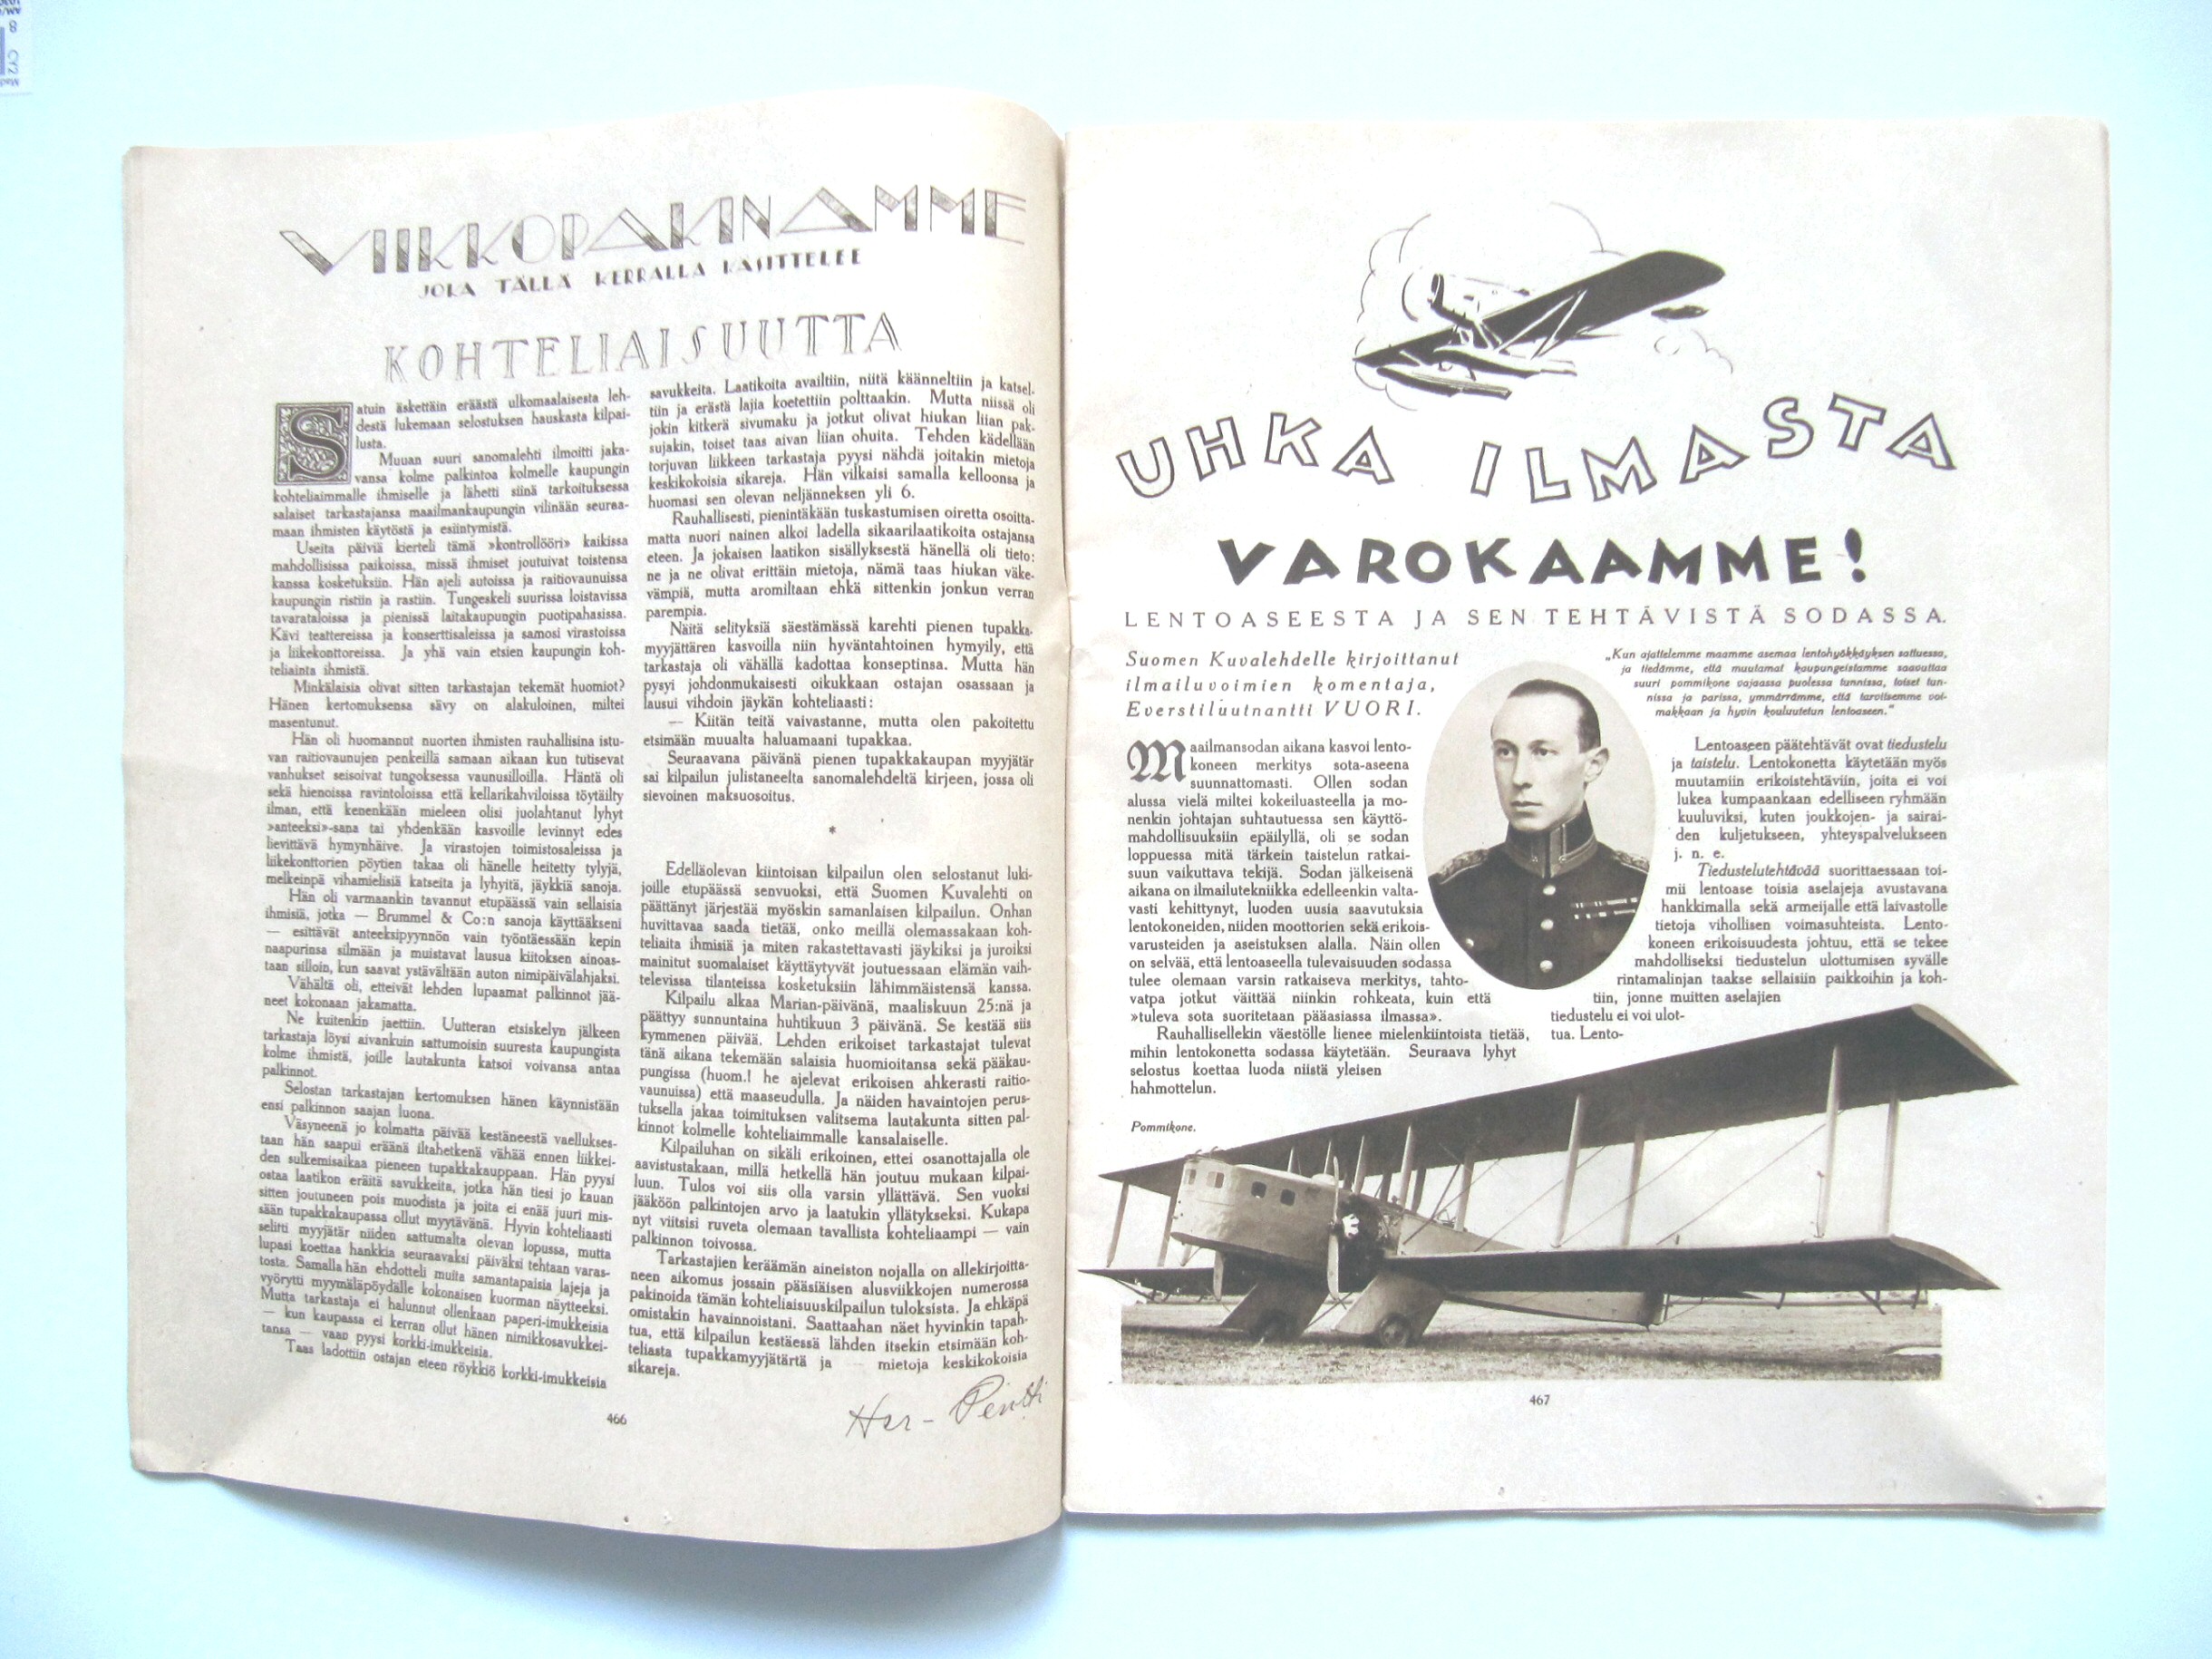 VIIKKOPAKINAMME
JOKA TÄLLÄ KERRALLA KÄSITTELEE
KOHTELIAISUUTTA
Satuin äskettäin eräästä ulkomaalaisesta leh-
destä lukemaan selostuksen hauskasta kilpai-
lusta.
Muuan suuri sanomalehti ilmoitti jaka-
vansa kolme palkintoa kolmelle kaupungin
kohteliaimmalle ihmiselle ja lähetti siinä tarkoituksessa
salaiset tarkastajansa maailmankaupungin vilinään seuraa-
maan ihmisten käytöstä ja esiintymistä.
Useita päiviä kierteli tämä »kontrollööri» kaikissa
mahdollisissa paikoissa, missä ihmiset joutuivat toistensa
kanssa kosketuksiin. Hän ajeli autoissa ja raitiovaunuissa
kaupungin ristiin ja rastiin. Tungeskeli suurissa loistavissa
tavarataloissa ja pienissä laitakaupungin puotipahasissa.
Kävi teattereissa ja konserttisaleissa ja samosi virastoissa
ja liikekonttoreissa. Ja yhä vain etsien kaupungin koh-
teliainta ihmistä.
Minkälaisia olivat sitten tarkastajan tekemät huomiot?
Hänen kertomuksensa sävy on alakuloinen, miltei
masentunut.
Hän oli huomannut nuorten ihmisten rauhallisina istu-
van raitiovaunujen penkeillä samaan aikaan kun tutisevat
vanhukset seisoivat tungoksessa vaunusilloilla. Häntä oli
sekä hienoissa ravintoloissa että kellarikahviloissa töytäilty
ilman, että kenenkään mieleen olisi juolahtanut lyhyt
»anteeksi»-sana tai yhdenkään kasvoille levinnyt edes
lievittävä hymynhäive. Ja virastojen toimistosaleissa ja
liikekonttorien pöytien takaa oli hänelle heitetty tylyjä,
melkeinpä vihamielisiä katseita ja lyhyitä, jäykkiä sanoja.
Hän oli varmaankin tavannut etupäässä vain sellaisia
ihmisiä, jotka — Brummel & Co:n sanoja käyttääkseni
— esittävät anteeksipyynnön vain työntäessään kepin
naapurinsa silmään ja muistavat lausua kiitoksen ainoas-
taan silloin, kun saavat ystävältään auton nimipäivälahjaksi.
Vähältä oli, etteivät lehden lupaamat palkinnot jää-
neet kokonaan jakamatta.
Ne kuitenkin jaettiin. Uutteran etsiskelyn jälkeen
tarkastaja löysi aivankuin sattumoisin suuresta kaupungista
kolme ihmistä, joille lautakunta katsoi voivansa antaa
palkinnot.
Selostan tarkastajan kertomuksen hänen käynnistään
ensi palkinnon saajan luona.
Väsyneenä jo kolmatta päivää kestäneestä vaellukses-
taan hän saapui eräänä iltahetkenä vähää ennen liikkei-
den sulkemisaikaa pieneen tupakkakauppaan. Hän pyysi
ostaa laatikon eräitä savukkeita, jotka hän tiesi jo kauan
sitten joutuneen pois muodista ja joita ei enää juuri mis-
sään tupakkakaupassa ollut myytävänä. Hyvin kohteliaasti
selitti myyjätär niiden sattumalta olevan lopussa, mutta
lupasi koettaa hankkia seuraavaksi päiväksi tehtaan varas-
tosta. Samalla hän ehdotteli muita samantapaisia lajeja ja
vyörytti myymäläpöydälle kokonaisen kuorman näytteeksi.
Mutta tarkastaja ei halunnut ollenkaan paperi-imukkeisia
— kun kaupassa ei kerran ollut hänen nimikkosavukkei-
tansa — vaan pyysi korkki-imukkeisia.
Taas ladottiin ostajan eteen röykkiö korkki-imukkeisia
466
savukkeita. Laatikoita availtiin, niitä käänneltiin ja katsel-
tiin ja erästä lajia koetettiin polttaakin. Mutta niissä oli
jokin kitkerä sivumaku ja jotkut olivat hiukan liian pak-
sujakin, toiset taas aivan liian ohuita. Tehden kädellään
torjuvan liikkeen tarkastaja pyysi nähdä joitakin mietoja
keskikokoisia sikareja. Hän vilkaisi samalla kelloonsa ja
huomasi sen olevan neljänneksen yli 6.
Rauhallisesti, pienintäkään tuskastumisen oiretta osoitta-
matta nuori nainen alkoi ladella sikaarilaatikoita ostajansa
eteen. Ja jokaisen laatikon sisällyksestä hänellä oli tieto:
ne ja ne olivat erittäin mietoja, nämä taas hiukan väke-
vämpiä, mutta aromiltaan ehkä sittenkin jonkun verran
parempia.
Näitä selityksiä säestämässä karehti pienen tupakka-
myyjättären kasvoilla niin hyväntahtoinen hymyily, että
tarkastaja oli vähällä kadottaa konseptinsa. Mutta hän
pysyi johdonmukaisesti oikukkaan ostajan osassaan ja
lausui vihdoin jäykän kohteliaasti:
— Kiitän teitä vaivastanne, mutta olen pakoitettu
etsimään muualta haluamaani tupakkaa.
Seuraavana päivänä pienen tupakkakaupan myyjätär
sai kilpailun julistaneelta sanomalehdeltä kirjeen, jossa oli
sievoinen maksuosoitus.
*
Edelläolevan kiintoisan kilpailun olen selostanut luki-
joille etupäässä senvuoksi, että Suomen Kuvalehti on
päättänyt järjestää myöskin samanlaisen kilpailun. Onhan
huvittavaa saada tietää, onko meillä olemassakaan koh-
teliaita ihmisiä ja miten rakastettavasti jäykiksi ja juroiksi
mainitut suomalaiset käyttäytyvät joutuessaan elämän vaih-
televissa tilanteissa kosketuksiin lähimmäistensä kanssa.
Kilpailu alkaa Marian-päivänä, maaliskuun 25:nä ja
päättyy sunnuntaina huhtikuun 3 päivänä. Se kestää siis
kymmenen päivää. Lehden erikoiset tarkastajat tulevat
tänä aikana tekemään salaisia huomioitansa sekä pääkau-
pungissa (huom.! he ajelevat erikoisen ahkerasti raitio-
vaunuissa) että maaseudulla. Ja näiden havaintojen perus-
tuksella jakaa toimituksen valitsema lautakunta sitten pal-
kinnot kolmelle kohteliaimmalle kansalaiselle.
Kilpailuhan on sikäli erikoinen, ettei osanottajalla ole
aavistustakaan, millä hetkellä hän joutuu mukaan kilpai-
luun. Tulos voi siis olla varsin yllättävä. Sen vuoksi
jääköön palkintojen arvo ja laatukin yllätykseksi. Kukapa
nyt viitsisi ruveta olemaan tavallista kohteliaampi — vain
palkinnon toivossa.
Tarkastajien keräämän aineiston nojalla on allekirjoitta-
neen aikomus jossain pääsiäisen alusviikkojen numerossa
pakinoida tämän kohteliaisuuskilpailun tuloksista. Ja ehkäpä
omistakin havainnoistani. Saattaahan näet hyvinkin tapah-
tua, että kilpailun kestäessä lähden itsekin etsimään koh-
teliasta tupakkamyyjätärtä ja — mietoja keskikokoisia
sikareja.
Her- Pentti
UHKA ILMASTA
VAROKAAMME!
LENTOASEESTA JA SEN TEHTÄVISTÄ SODASSA.
Suomen Kuvalehdelle kirjoittanut
ilmailuvoimien komentaja,
Everstiluutnantti VUORI.
„Kun ajattelemme maamme asemaa lentohyökkäyksen sattuessa,
ja tiedämme, että muutamat kaupungeistamme saavuttaa
suuri pommikone vajaassa puolessa tunnissa, toiset tun-
nissa ja parissa, ymmärrämme, että tarvitsemme voi-
makkaan ja hyvin kouluutetun lentoaseen.”
Maailmansodan aikana kasvoi lento-
koneen merkitys sota-aseena
suunnattomasti. Ollen sodan
alussa vielä miltei kokeiluasteella ja mo-
nenkin johtajan suhtautuessa sen käyttö-
mahdollisuuksiin epäilyllä, oli se sodan
loppuessa mitä tärkein taistelun ratkai-
suun vaikuttava tekijä. Sodan jälkeisenä
aikana on ilmailutekniikka edelleenkin valta-
vasti kehittynyt, luoden uusia saavutuksia
lentokoneiden, niiden moottorien sekä erikois-
varusteiden ja aseistuksen alalla. Näin ollen
on selvää, että lentoaseella tulevaisuuden sodassa
tulee olemaan varsin ratkaiseva merkitys, tahto-
vatpa jotkut väittää niinkin rohkeata, kuin että
»tuleva sota suoritetaan pääasiassa ilmassa».
Rauhallisellekin väestölle lienee mielenkiintoista tietää,
mihin lentokonetta sodassa käytetään. Seuraava lyhyt
selostus koettaa luoda niistä yleisen
hahmottelun.
Lentoaseen päätehtävät ovat tiedustelu
ja taistelu. Lentokonetta käytetään myös
muutamiin erikoistehtäviin, joita ei voi
lukea kumpaankaan edelliseen ryhmään
kuuluviksi, kuten joukkojen- ja sairai-
den kuljetukseen, yhteyspalvelukseen
j. n. e.
Tiedustelutehtävää suorittaessaan toi-
mii lentoase toisia aselajeja avustavana
hankkimalla sekä armeijalle että laivastolle
tietoja vihollisen voimasuhteista. Lento-
koneen erikoisuudesta johtuu, että se tekee
mahdolliseksi tiedustelun ulottumisen syvälle
rintamalinjan taakse sellaisiin paikkoihin ja koh-
tiin, jonne muitten aselajien
tiedustelu ei voi ulot-
tua. Lento-
Pommikone.
467